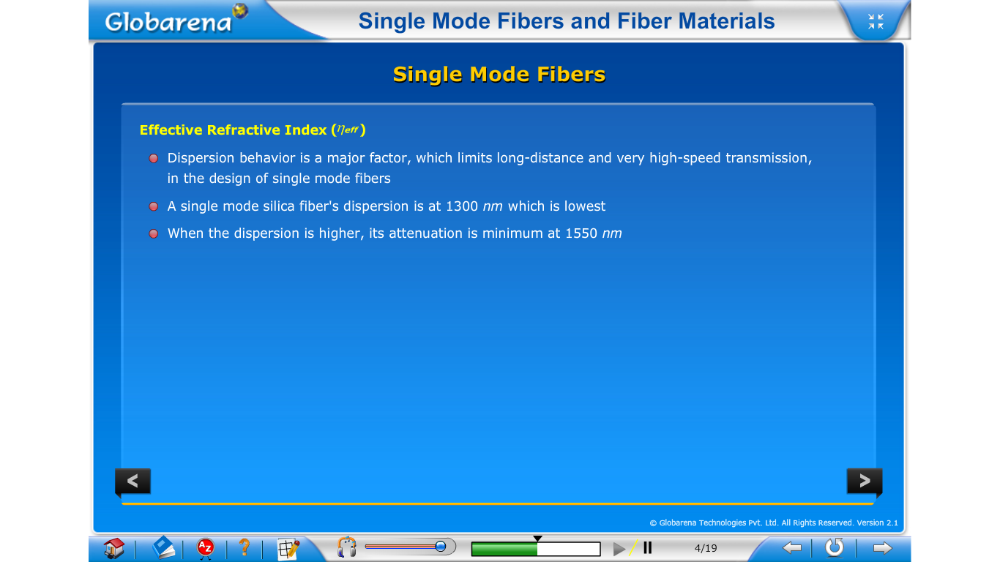 Globarena
Single Mode Fibers and Fiber Materials
Single Mode Fibers
Effective Refractive Index (ηeff)
Dispersion behavior is a major factor, which limits long-distance and very high-speed transmission,
in the design of single mode fibers
A single mode silica fiber's dispersion is at 1300 nm which is lowest
When the dispersion is higher, its attenuation is minimum at 1550 nm
<
>
© Globarena Technologies Pvt. Ltd. All Rights Reserved. Version 2.1
AZ
?
4/19